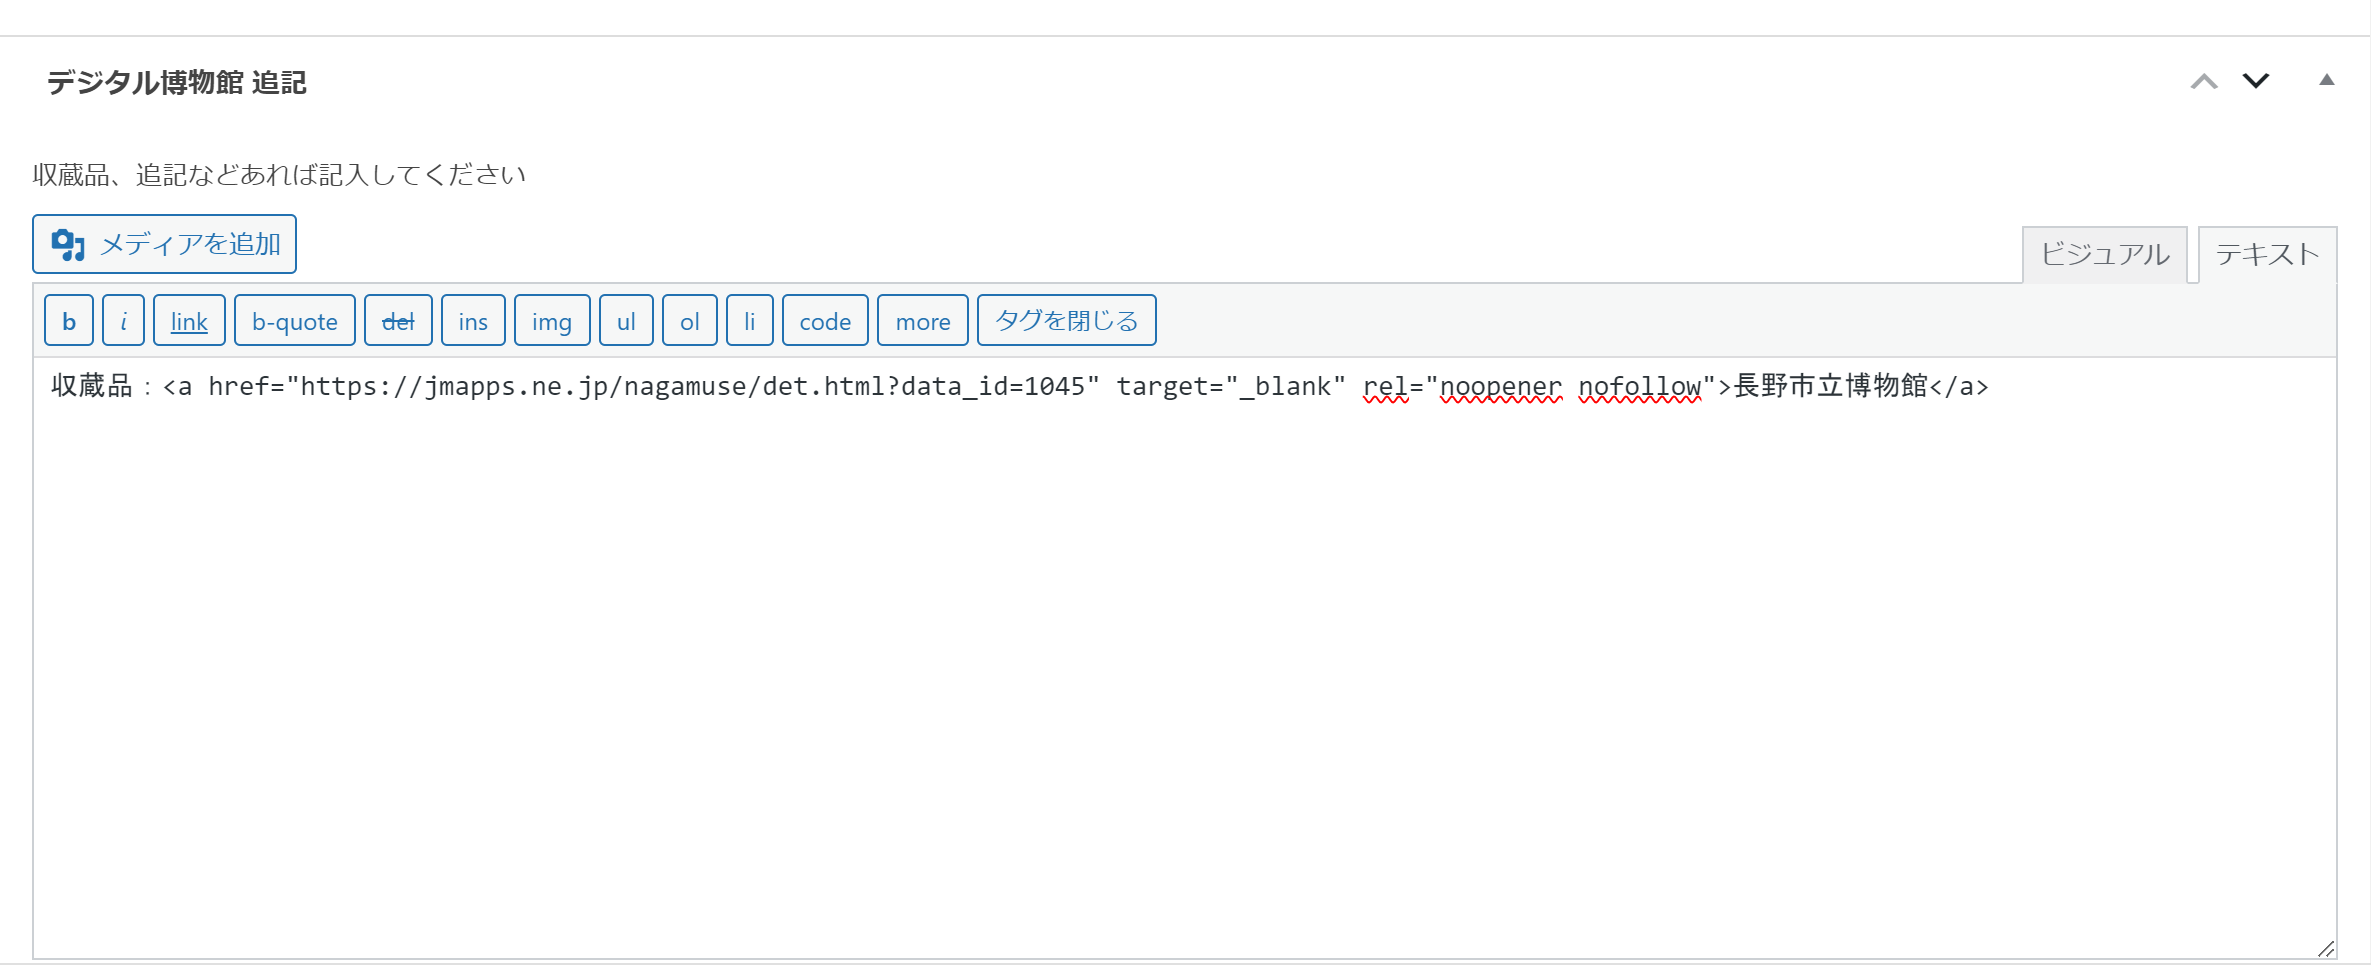 デジタル博物館 追記
収蔵品、追記などあれば記入してください
メディアを追加
ビジュアル テキスト
b i link b-quote del ins img ul ol li code more タグを閉じる
収蔵品：<a href="https://jmapps.ne.jp/nagamuse/det.html?data_id=1045" target="_blank" rel="noopener nofollow">長野市立博物館</a>